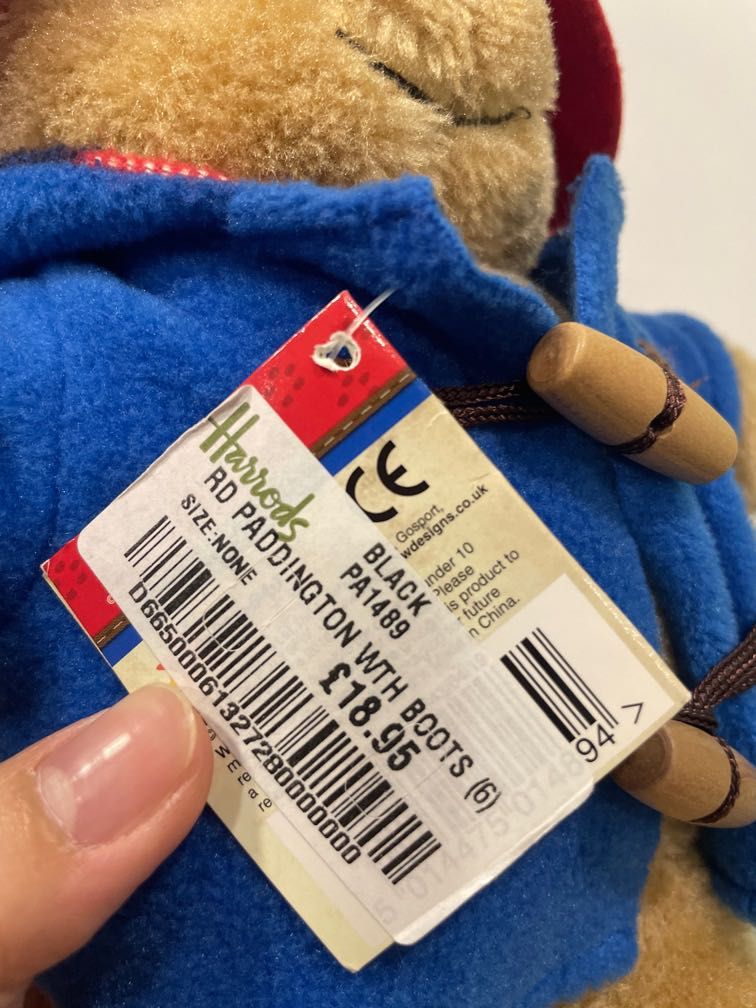 Harrods
RD PADDINGTON WTH BOOTS (6)
SIZE:NONE
BLACK
PA1489
£18.95
D66500061327280000000
CE
Gosport,
wdesigns.co.uk
under 10
Please
is product to
future
n China.
94 >